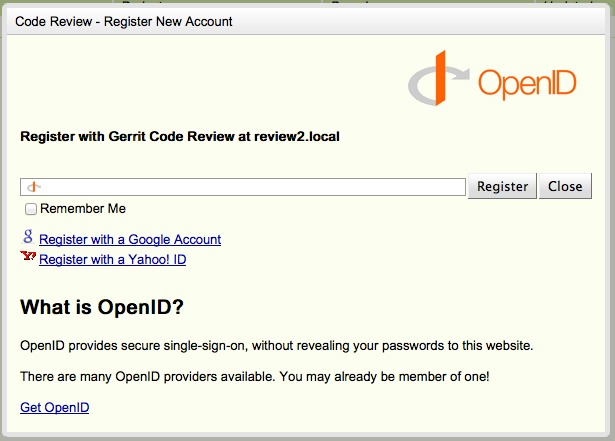 Code Review - Register New Account
OpenID
Register with Gerrit Code Review at review2.local
Register Close
Remember Me
Register with a Google Account
Register with a Yahoo! ID
What is OpenID?
OpenID provides secure single-sign-on, without revealing your passwords to this website.
There are many OpenID providers available. You may already be member of one!
Get OpenID